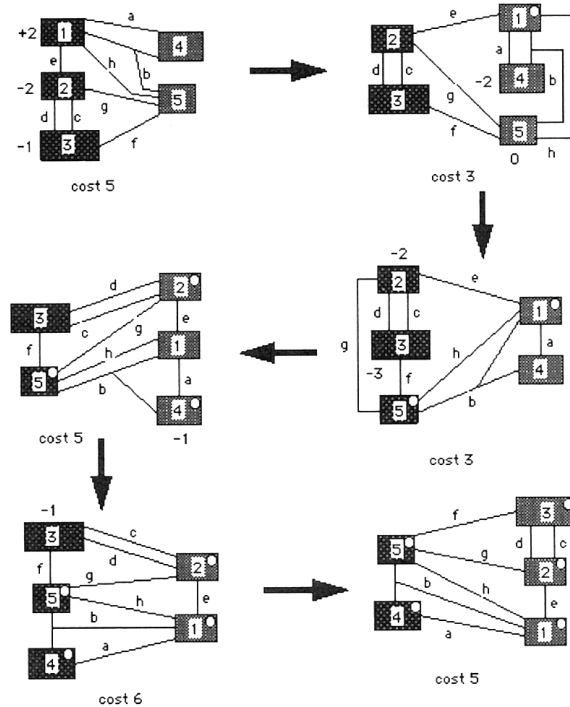 a
+2 1 4
e h b
-2 2 5
d c g
-1 3 f
cost 5
e 1
2
d c a
-2 4 b
3 g
f 5
0 h
cost 3
-2
2 e
d c 1
g h a
3
-3 f 4
5 b
cost 3
d 2
c
3 g e
f h 1
5 a
b
4
cost 5 -1
-1
3 c
d
f g 2
5 h e
b 1
4 a
cost 6
f 3
5 d c
g 2
b h e
4
a 1
cost 5